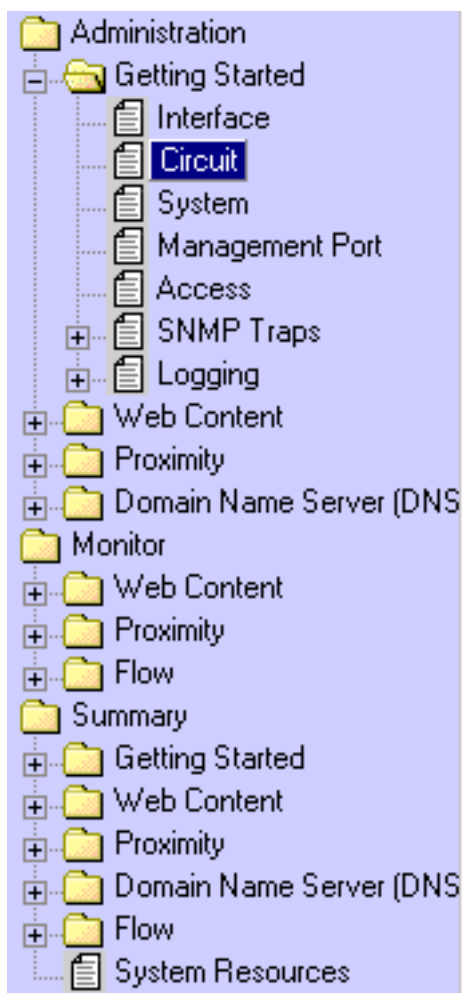 Administration
Getting Started
Interface
Circuit
System
Management Port
Access
SNMP Traps
Logging
Web Content
Proximity
Domain Name Server (DNS
Monitor
Web Content
Proximity
Flow
Summary
Getting Started
Web Content
Proximity
Domain Name Server (DNS
Flow
System Resources